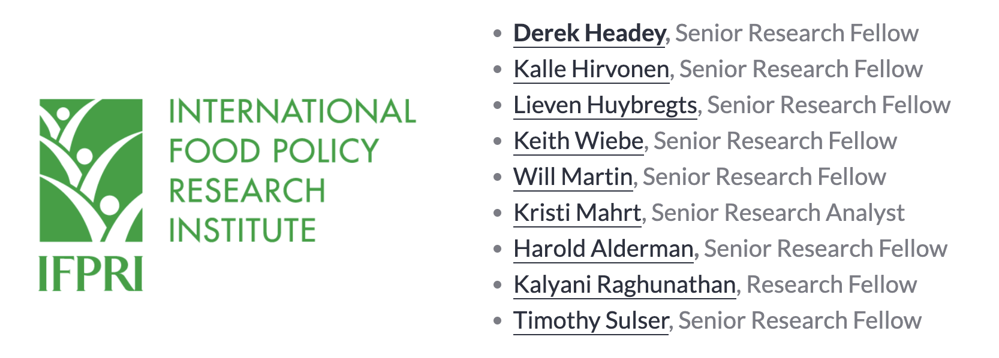 INTERNATIONAL
FOOD POLICY
RESEARCH
INSTITUTE
IFPRI
• Derek Headey, Senior Research Fellow
• Kalle Hirvonen, Senior Research Fellow
• Lieven Huybregts, Senior Research Fellow
• Keith Wiebe, Senior Research Fellow
• Will Martin, Senior Research Fellow
• Kristi Mahrt, Senior Research Analyst
• Harold Alderman, Senior Research Fellow
• Kalyani Raghunathan, Research Fellow
• Timothy Sulser, Senior Research Fellow